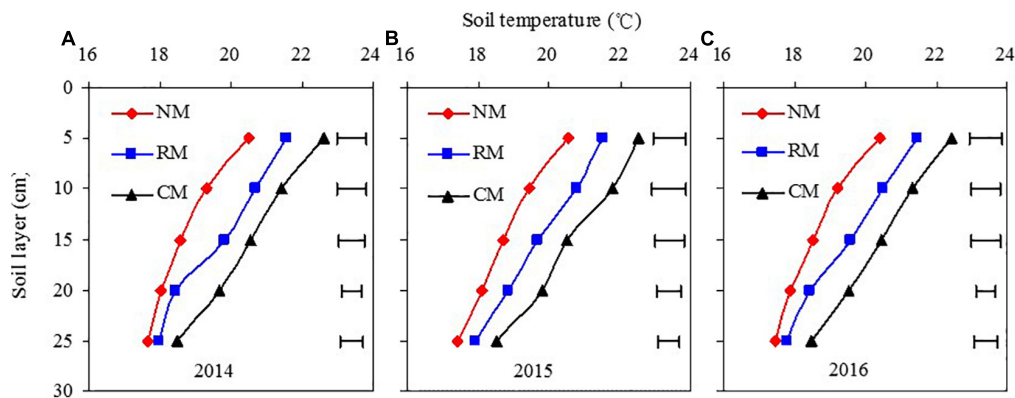 Soil temperature (℃)
A
B
C
16 18 20 22 24
16 18 20 22 24
16 18 20 22 24
Soil layer (cm)
0
5
10
15
20
25
30
NM
RM
CM
2014
NM
RM
CM
2015
NM
RM
CM
2016